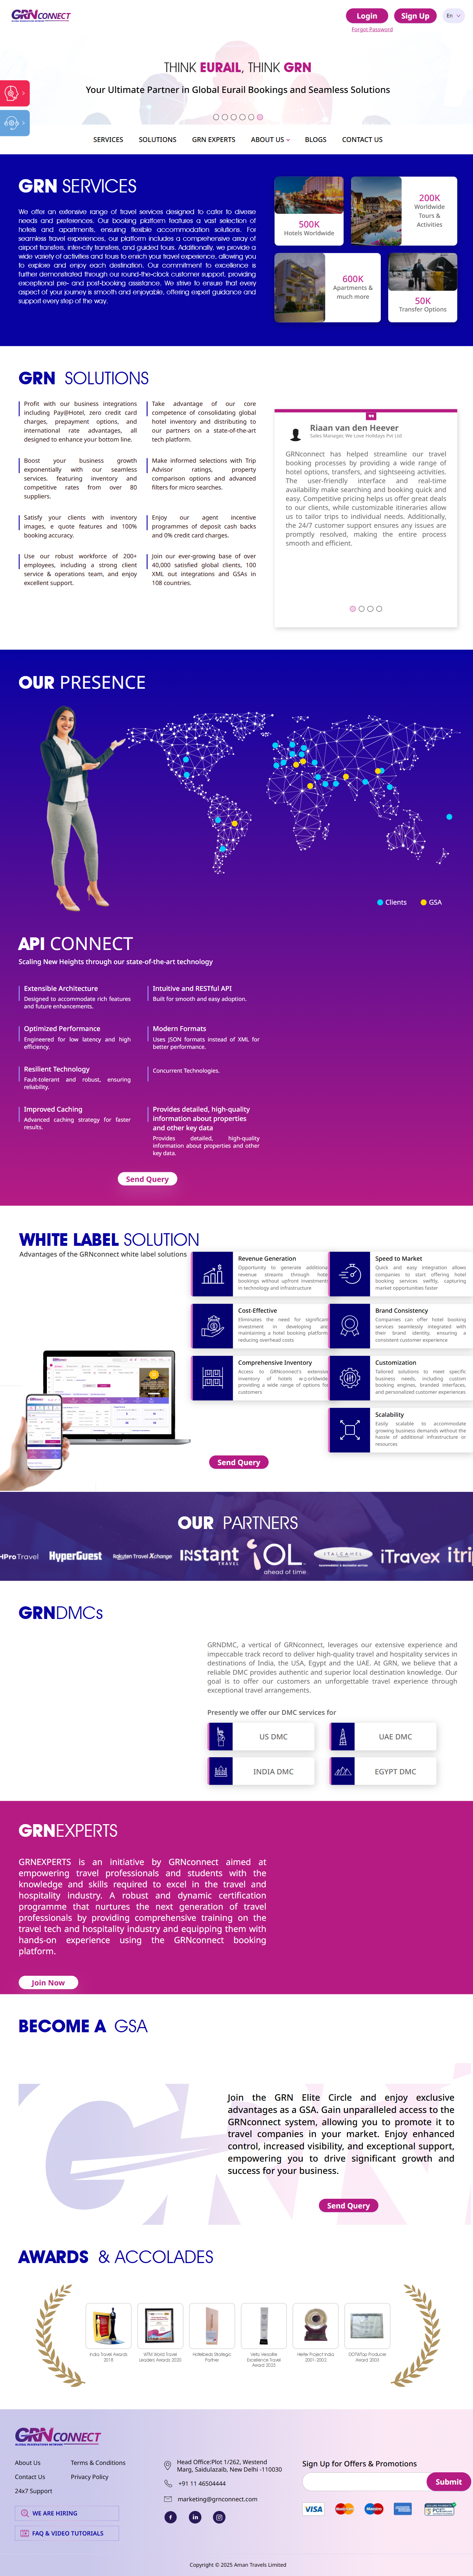 GRNCONNECT
Login
Sign Up
En
Forgot Password
THINK EURAIL, THINK GRN
Your Ultimate Partner in Global Eurail Bookings and Seamless Solutions
SERVICES
SOLUTIONS
GRN EXPERTS
ABOUT US
BLOGS
CONTACT US
GRN SERVICES
We offer an extensive range of travel services designed to cater to diverse
needs and preferences. Our booking platform features a vast selection of
hotels and apartments, ensuring flexible accommodation solutions. For
seamless travel experiences, our platform includes a comprehensive array of
airport transfers, inter-city transfers, and guided tours. Additionally, we provide a
wide variety of activities and tours to enrich your travel experience, allowing you
to explore and enjoy each destination. Our commitment to excellence is
further demonstrated through our round-the-clock customer support, providing
exceptional pre- and post-booking assistance. We strive to ensure that every
aspect of your journey is smooth and enjoyable, offering expert guidance and
support every step of the way.
500K
Hotels Worldwide
200K
Worldwide
Tours &
Activities
600K
Apartments &
much more
50K
Transfer Options
GRN SOLUTIONS
Profit with our business integrations
including Pay@Hotel, zero credit card
charges, prepayment options, and
international rate advantages, all
designed to enhance your bottom line.
Take advantage of our core
competence of consolidating global
hotel inventory and distributing to
our partners on a state-of-the-art
tech platform.
Boost your business growth
exponentially with our seamless
services. featuring inventory and
competitive rates from over 80
suppliers.
Make informed selections with Trip
Advisor ratings, property
comparison options and advanced
filters for micro searches.
Satisfy your clients with inventory
images, e quote features and 100%
booking accuracy.
Enjoy our agent incentive
programmes of deposit cash backs
and 0% credit card charges.
Use our robust workforce of 200+
employees, including a strong client
service & operations team, and enjoy
excellent support.
Join our ever-growing base of over
40,000 satisfied global clients, 100
XML out integrations and GSAs in
108 countries.
Riaan van den Heever
Sales Manager, We Love Holidays Pvt Ltd
GRNconnect has helped streamline our travel
booking processes by providing a wide range of
hotel options, transfers, and sightseeing activities.
The user-friendly interface and real-time
availability make searching and booking quick and
easy. Competitive pricing helps us offer great deals
to our clients, while customizable itineraries allow
us to tailor trips to individual needs. Additionally,
the 24/7 customer support ensures any issues are
promptly resolved, making the entire process
smooth and efficient.
OUR PRESENCE
Clients
GSA
API CONNECT
Scaling New Heights through our state-of-the-art technology
Extensible Architecture
Designed to accommodate rich features
and future enhancements.
Intuitive and RESTful API
Built for smooth and easy adoption.
Optimized Performance
Engineered for low latency and high
efficiency.
Modern Formats
Uses JSON formats instead of XML for
better performance.
Resilient Technology
Fault-tolerant and robust, ensuring
reliability.
Concurrent Technologies.
Improved Caching
Advanced caching strategy for faster
results.
Provides detailed, high-quality
information about properties
and other key data
Provides detailed, high-quality
information about properties and other
key data.
Send Query
WHITE LABEL SOLUTION
Advantages of the GRNconnect white label solutions
Revenue Generation
Opportunity to generate additional
revenue streams through hotel
bookings without upfront investments
in technology and infrastructure
Speed to Market
Quick and easy integration allows
companies to start offering hotel
booking services swiftly, capturing
market opportunities faster
Cost-Effective
Eliminates the need for significant
investment in developing and
maintaining a hotel booking platform,
reducing overhead costs
Brand Consistency
Companies can offer hotel booking
services seamlessly integrated with
their brand identity, ensuring a
consistent customer experience
Comprehensive Inventory
Access to GRNconnect's extensive
inventory of hotels worldwide,
providing a wide range of options for
customers
Customization
Tailored solutions to meet specific
business needs, including custom
booking engines, branded interfaces,
and personalized customer experiences
Scalability
Easily scalable to accommodate
growing business demands without the
hassle of additional infrastructure or
resources
Send Query
OUR PARTNERS
HPro Travel
HyperGuest
Rakuten Travel Xchange
INstant
TRAVEL
iOL
ahead of time
ITALCAMEL
iTravex
itri
GRNDMCs
GRNDMC, a vertical of GRNconnect, leverages our extensive experience and
impeccable track record to deliver high-quality travel and hospitality services in
destinations of India, the USA, Egypt and the UAE. At GRN, we believe that a
reliable DMC provides authentic and superior local destination knowledge. Our
goal is to offer our customers an unforgettable travel experience through
exceptional travel arrangements.
Presently we offer our DMC services for
US DMC
UAE DMC
INDIA DMC
EGYPT DMC
GRNEXPERTS
GRNEXPERTS is an initiative by GRNconnect aimed at
empowering travel professionals and students with the
knowledge and skills required to excel in the travel and
hospitality industry. A robust and dynamic certification
programme that nurtures the next generation of travel
professionals by providing comprehensive training on the
travel tech and hospitality industry and equipping them with
hands-on experience using the GRNconnect booking
platform.
Join Now
BECOME A GSA
Join the GRN Elite Circle and enjoy exclusive
advantages as a GSA. Gain unparalleled access to the
GRNconnect system, allowing you to promote it to
travel companies in your market. Enjoy enhanced
control, increased visibility, and exceptional support,
empowering you to drive significant growth and
success for your business.
Send Query
AWARDS & ACCOLADES
India Travel Awards
2018
WTM World Travel
Leaders Awards 2020
Hotelbeds Strategic
Partner
Versi Versatile
Excellence Travel
Award 2022
Helite Project India
2001-2002
DOTWTop Producer
Award 2003
GRNCONNECT
GLOBAL RESERVATIONS NETWORK
About Us
Terms & Conditions
Contact Us
Privacy Policy
24x7 Support
WE ARE HIRING
FAQ & VIDEO TUTORIALS
Head Office:Plot 1/262, Westend
Marg, Saidulazaib, New Delhi -110030
+91 11 46504444
marketing@grnconnect.com
Sign Up for Offers & Promotions
Submit
VISA
MasterCard
Maestro
PCI
Copyright © 2025 Aman Travels Limited